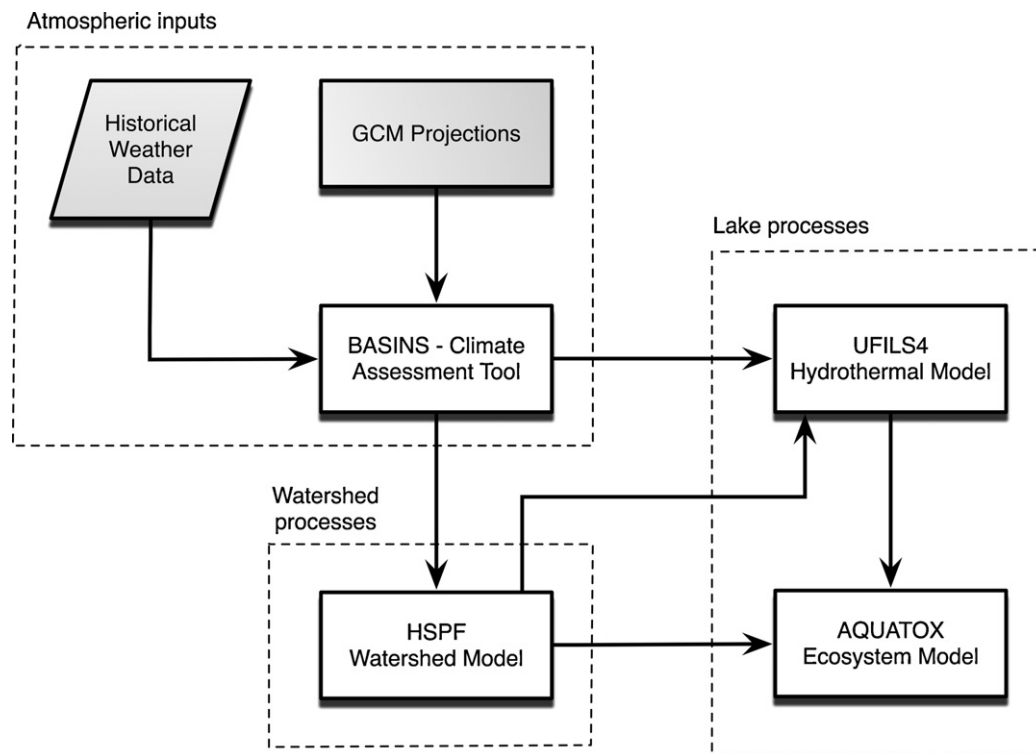 Atmospheric inputs
Historical
Weather
Data
GCM Projections
Lake processes
BASINS - Climate
Assessment Tool
UFILS4
Hydrothermal Model
Watershed
processes
HSPF
Watershed Model
AQUATOX
Ecosystem Model